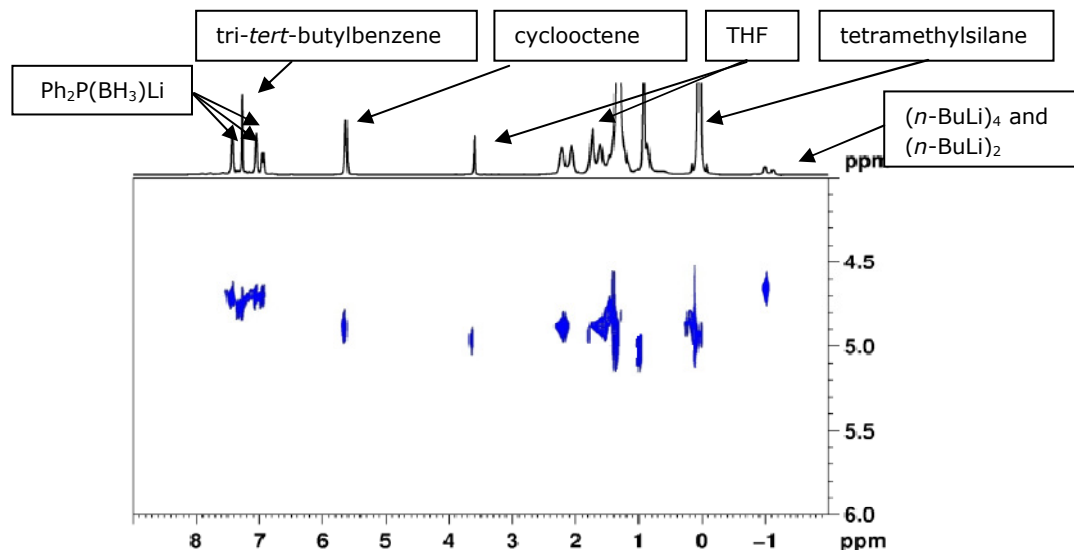 tri-tert-butylbenzene
cyclooctene
THF
tetramethylsilane
Ph₂P(BH₃)Li
(n-BuLi)₄ and
(n-BuLi)₂
ppm
4.5
5.0
5.5
6.0
8 7 6 5 4 3 2 1 0 −1 ppm